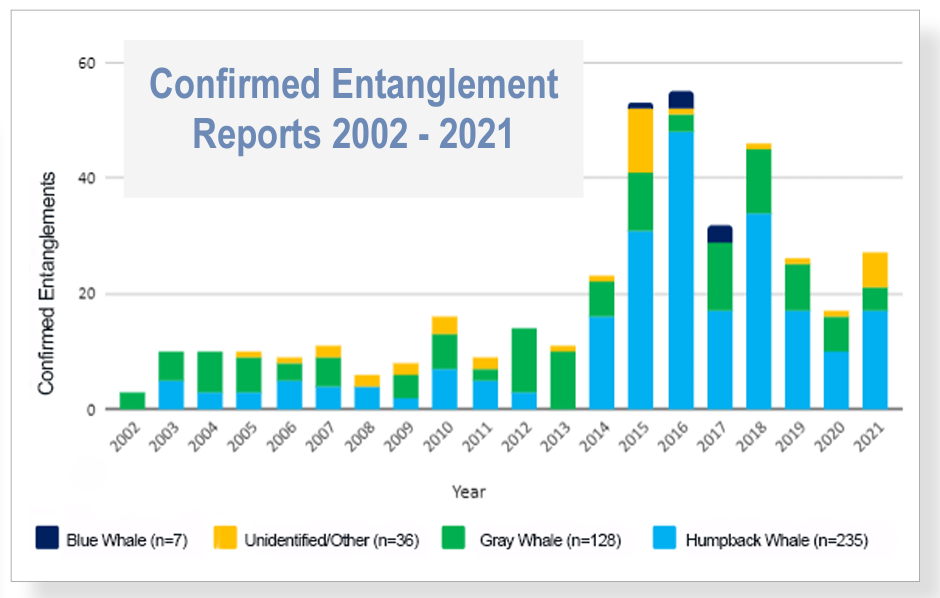 Confirmed Entanglement
Reports 2002 - 2021
60
40
20
0
Confirmed Entanglements
2002 2003 2004 2005 2006 2007 2008 2009 2010 2011 2012 2013 2014 2015 2016 2017 2018 2019 2020 2021
Year
Blue Whale (n=7) Unidentified/Other (n=36) Gray Whale (n=128) Humpback Whale (n=235)